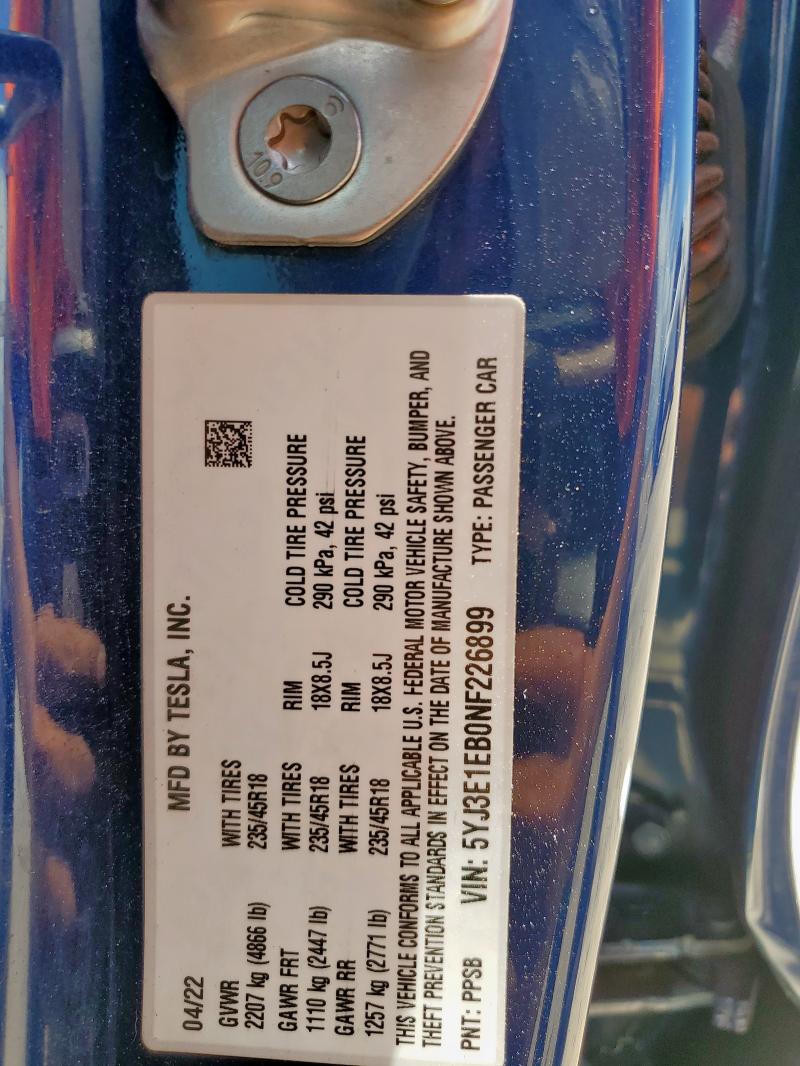 10.9
MFD BY TESLA, INC.
04/22
GVWR WITH TIRES
2207 kg (4866 lb) 235/45R18
GAWR FRT WITH TIRES RIM COLD TIRE PRESSURE
1110 kg (2447 lb) 235/45R18 18X8.5J 290 kPa, 42 psi
GAWR RR WITH TIRES RIM COLD TIRE PRESSURE
1257 kg (2771 lb) 235/45R18 18X8.5J 290 kPa, 42 psi
THIS VEHICLE CONFORMS TO ALL APPLICABLE U.S. FEDERAL MOTOR VEHICLE SAFETY, BUMPER, AND
THEFT PREVENTION STANDARDS IN EFFECT ON THE DATE OF MANUFACTURE SHOWN ABOVE.
PNT: PPSB VIN: 5YJ3E1EB0NF226899 TYPE: PASSENGER CAR